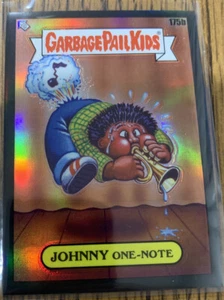 175b
GARBAGE PAIL KIDS
JOHNNY ONE-NOTE